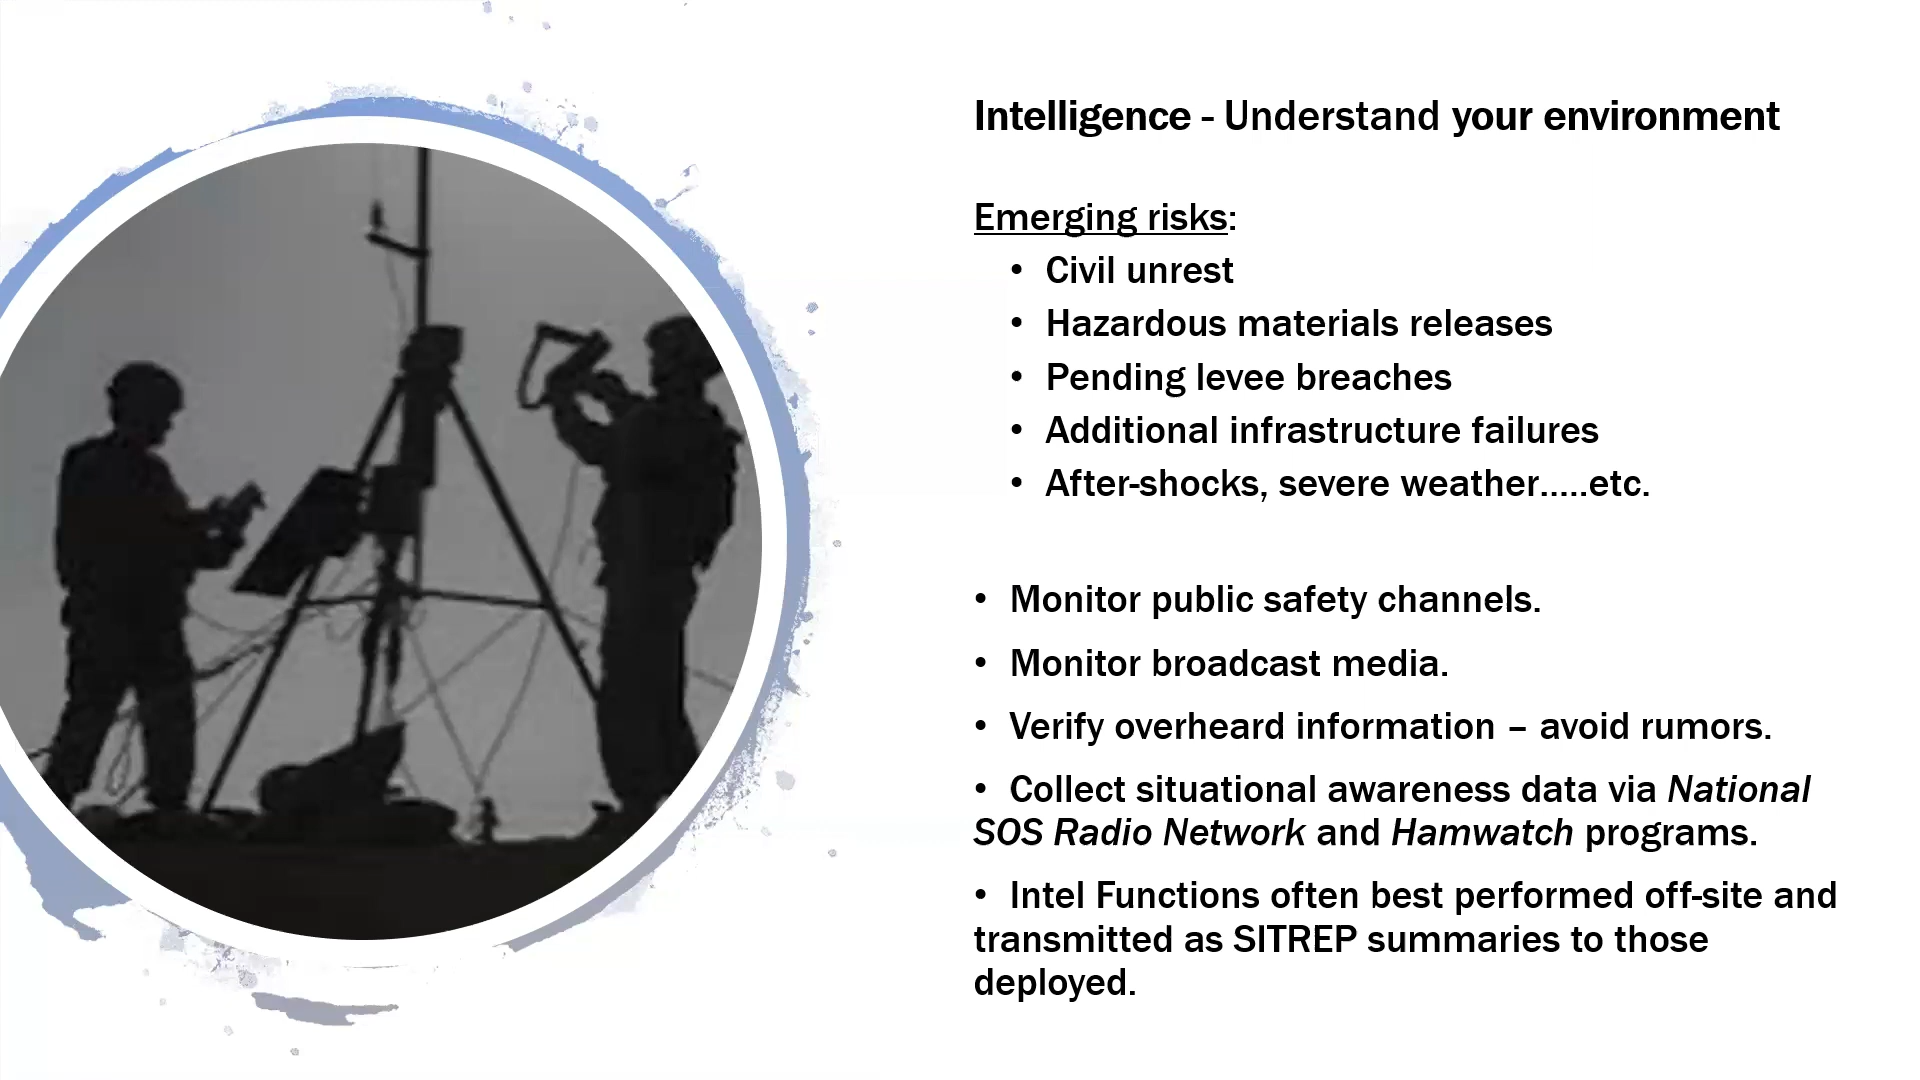 Intelligence - Understand your environment
Emerging risks:
• Civil unrest
• Hazardous materials releases
• Pending levee breaches
• Additional infrastructure failures
• After-shocks, severe weather.....etc.
• Monitor public safety channels.
• Monitor broadcast media.
• Verify overheard information – avoid rumors.
• Collect situational awareness data via National
SOS Radio Network and Hamwatch programs.
• Intel Functions often best performed off-site and
transmitted as SITREP summaries to those
deployed.